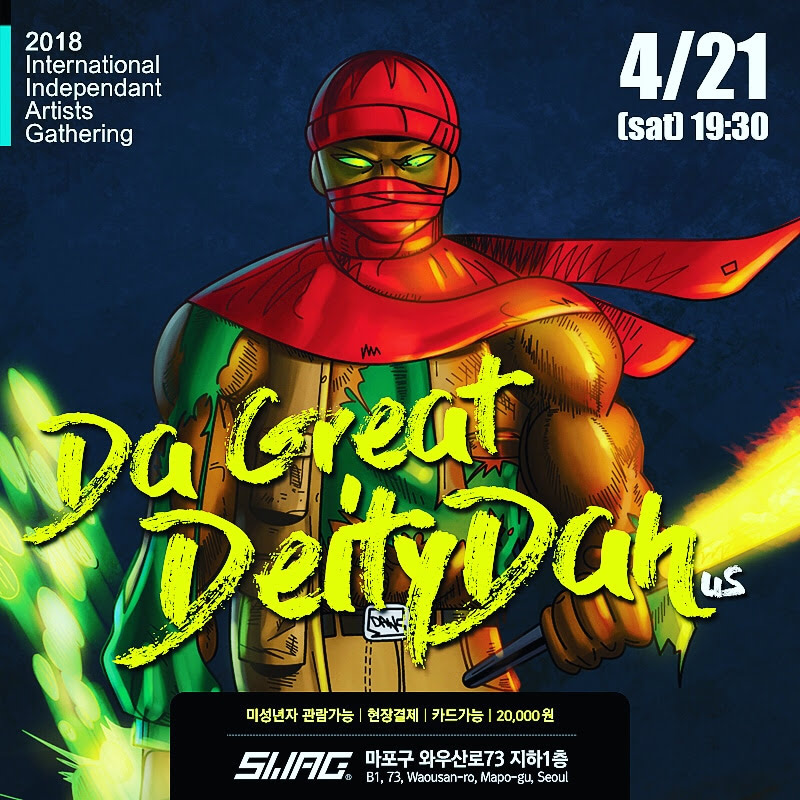 2018
International
Independant
Artists
Gathering
4/21
(sat) 19:30
Da Great
DeityDah
us
미성년자 관람가능 | 현장결제 | 카드가능 | 20,000원
SWAG®
마포구 와우산로73 지하1층
B1, 73, Waousan-ro, Mapo-gu, Seoul